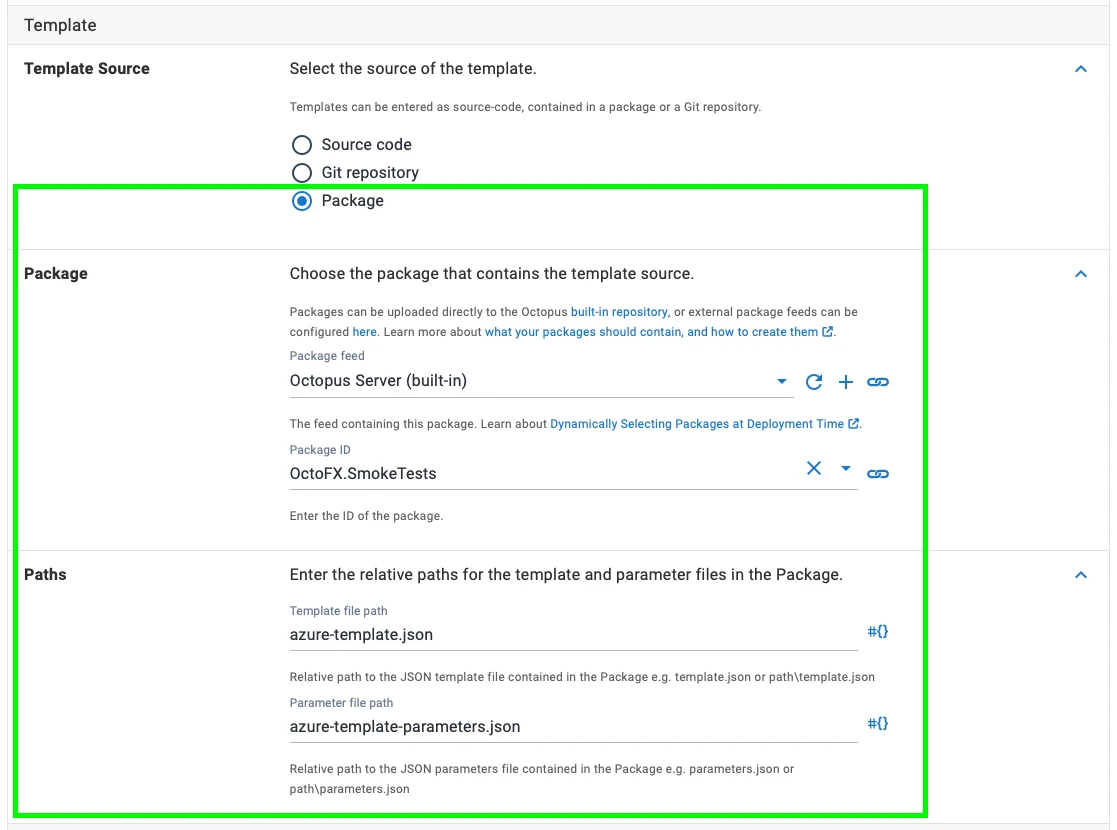 Template
Template Source
Select the source of the template.
Templates can be entered as source-code, contained in a package or a Git repository.
Source code
Git repository
Package
Package
Choose the package that contains the template source.
Packages can be uploaded directly to the Octopus built-in repository, or external package feeds can be
configured here. Learn more about what your packages should contain, and how to create them.
Package feed
Octopus Server (built-in)
The feed containing this package. Learn about Dynamically Selecting Packages at Deployment Time.
Package ID
OctoFX.SmokeTests
Enter the ID of the package.
Paths
Enter the relative paths for the template and parameter files in the Package.
Template file path
azure-template.json
#{}
Relative path to the JSON template file contained in the Package e.g. template.json or path\template.json
Parameter file path
azure-template-parameters.json
#{}
Relative path to the JSON parameters file contained in the Package e.g. parameters.json or
path\parameters.json